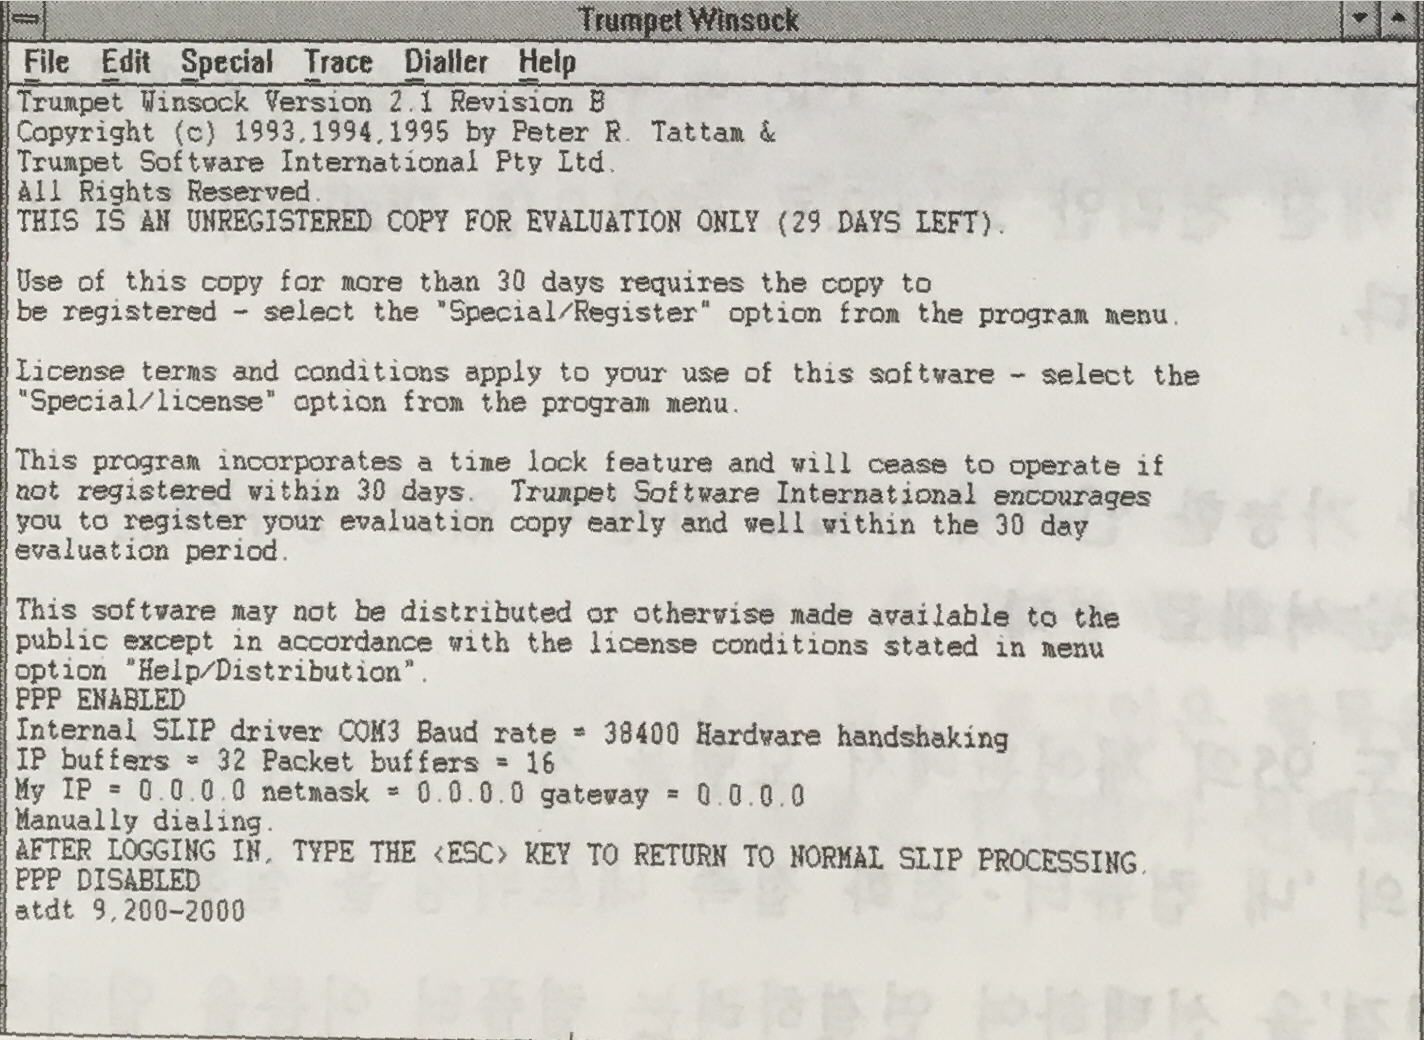 Trumpet Winsock
File Edit Special Trace Dialler Help
Trumpet Winsock Version 2.1 Revision B
Copyright (c) 1993,1994,1995 by Peter R. Tattam &
Trumpet Software International Pty Ltd.
All Rights Reserved.
THIS IS AN UNREGISTERED COPY FOR EVALUATION ONLY (29 DAYS LEFT).
Use of this copy for more than 30 days requires the copy to
be registered - select the "Special/Register" option from the program menu.
License terms and conditions apply to your use of this software - select the
"Special/license" option from the program menu.
This program incorporates a time lock feature and will cease to operate if
not registered within 30 days.  Trumpet Software International encourages
you to register your evaluation copy early and well within the 30 day
evaluation period.
This software may not be distributed or otherwise made available to the
public except in accordance with the license conditions stated in menu
option "Help/Distribution".
PPP ENABLED
Internal SLIP driver COM3 Baud rate = 38400 Hardware handshaking
IP buffers = 32 Packet buffers = 16
My IP = 0.0.0.0 netmask = 0.0.0.0 gateway = 0.0.0.0
Manually dialing.
AFTER LOGGING IN, TYPE THE <ESC> KEY TO RETURN TO NORMAL SLIP PROCESSING.
PPP DISABLED
atdt 9,200-2000